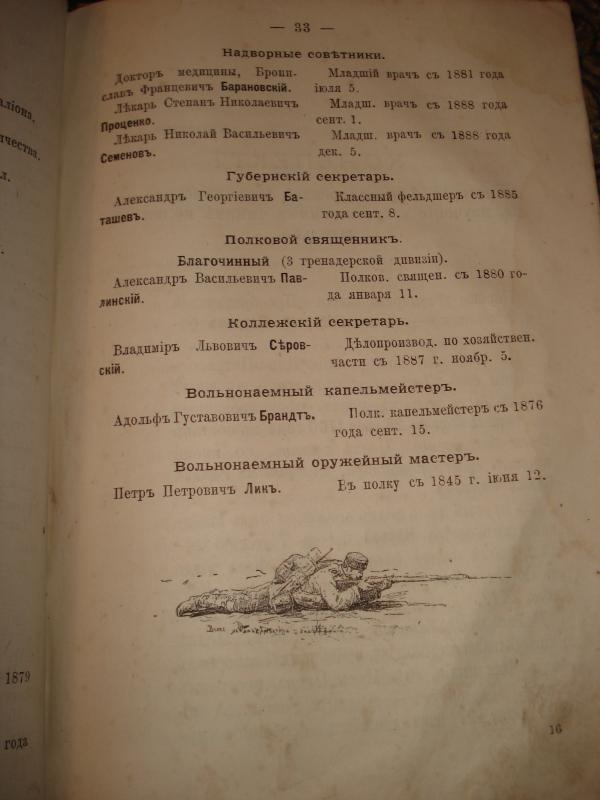 — 33 —
Надворные совѣтники.
Докторъ медицины, Брони-
славъ Францевичъ Барановскій.
Младшій врачъ съ 1881 года
іюля 5.
Лѣкарь Степанъ Николаевичъ
Проценко.
Младш. врачъ съ 1888 года
сент. 1.
Лѣкарь Николай Васильевичъ
Семеновъ.
Младш. врачъ съ 1888 года
дек. 5.
Губернскій секретарь.
Александръ Георгіевичъ Ба-
ташевъ.
Классный фельдшеръ съ 1885
года сент. 8.
Полковой священникъ.
Благочинный (3 гренадерской дивизіи).
Александръ Васильевичъ Пав-
линскій.
Полков. священ. съ 1880 го-
да января 11.
Коллежскій секретарь.
Владиміръ Львовичъ Сѣров-
скій.
Дѣлопроизвод. по хозяйствен.
части съ 1887 г. ноябр. 5.
Вольнонаемный капельмейстеръ.
Адольфъ Густавовичъ Брандтъ.
Полк. капельмейстеръ съ 1876
года сент. 15.
Вольнонаемный оружейный мастеръ.
Петръ Петровичъ Линк.
Въ полку съ 1845 г. іюня 12.
16
1879
года